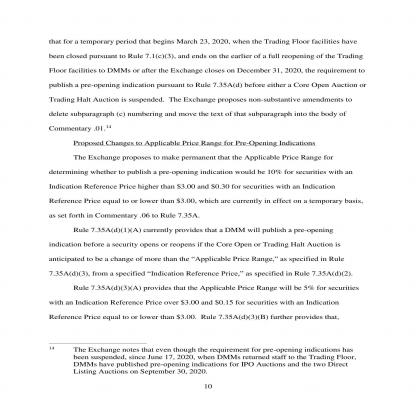 that for a temporary period that begins March 23, 2020, when the Trading Floor facilities have
been closed pursuant to Rule 7.1(c)(3), and ends on the earlier of a full reopening of the Trading
Floor facilities to DMMs or after the Exchange closes on December 31, 2020, the requirement to
publish a pre-opening indication pursuant to Rule 7.35A(d) before either a Core Open Auction or
Trading Halt Auction is suspended. The Exchange proposes non-substantive amendments to
delete subparagraph (c) numbering and move the text of that subparagraph into the body of
Commentary .01.14
Proposed Changes to Applicable Price Range for Pre-Opening Indications
The Exchange proposes to make permanent that the Applicable Price Range for
determining whether to publish a pre-opening indication would be 10% for securities with an
Indication Reference Price higher than $3.00 and $0.30 for securities with an Indication
Reference Price equal to or lower than $3.00, which are currently in effect on a temporary basis,
as set forth in Commentary .06 to Rule 7.35A.
Rule 7.35A(d)(1)(A) currently provides that a DMM will publish a pre-opening
indication before a security opens or reopens if the Core Open or Trading Halt Auction is
anticipated to be a change of more than the “Applicable Price Range,” as specified in Rule
7.35A(d)(3), from a specified “Indication Reference Price,” as specified in Rule 7.35A(d)(2).
Rule 7.35A(d)(3)(A) provides that the Applicable Price Range will be 5% for securities
with an Indication Reference Price over $3.00 and $0.15 for securities with an Indication
Reference Price equal to or lower than $3.00. Rule 7.35A(d)(3)(B) further provides that,
14 The Exchange notes that even though the requirement for pre-opening indications has
been suspended, since June 17, 2020, when DMMs returned staff to the Trading Floor,
DMMs have published pre-opening indications for IPO Auctions and the two Direct
Listing Auctions on September 30, 2020.
10